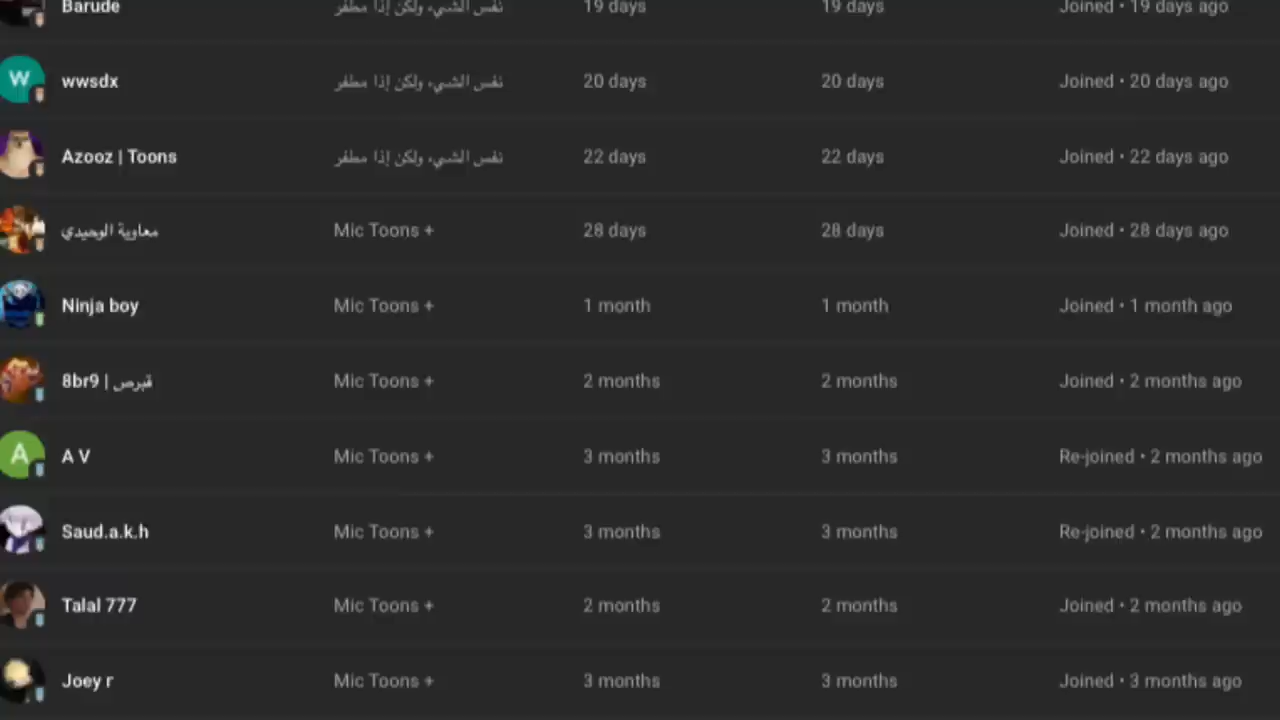 Barude نفس الشيء، ولكن إذا مطفر 19 days 19 days Joined • 19 days ago
W wwsdx نفس الشيء، ولكن إذا مطفر 20 days 20 days Joined • 20 days ago
Azooz | Toons نفس الشيء، ولكن إذا مطفر 22 days 22 days Joined • 22 days ago
معاوية الوحيدي Mic Toons + 28 days 28 days Joined • 28 days ago
Ninja boy Mic Toons + 1 month 1 month Joined • 1 month ago
8br9 | قبرص Mic Toons + 2 months 2 months Joined • 2 months ago
A A V Mic Toons + 3 months 3 months Re-joined • 2 months ago
Saud.a.k.h Mic Toons + 3 months 3 months Re-joined • 2 months ago
Talal 777 Mic Toons + 2 months 2 months Joined • 2 months ago
Joey r Mic Toons + 3 months 3 months Joined • 3 months ago